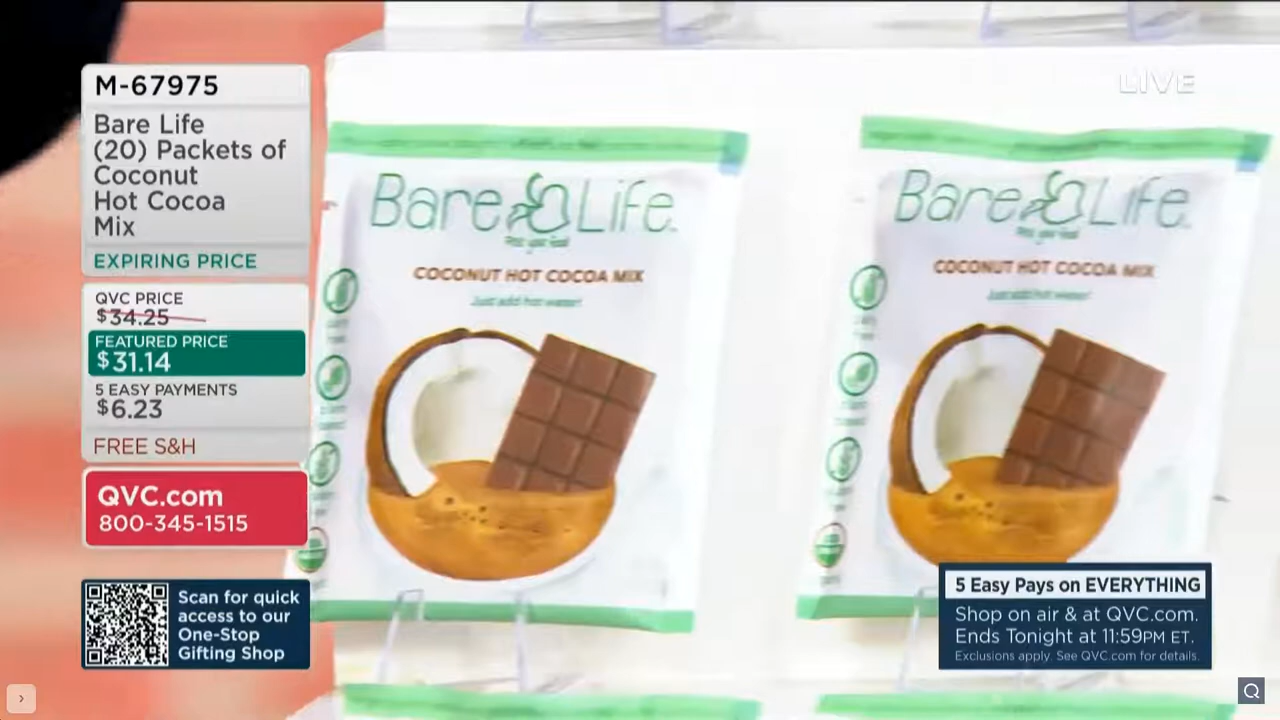 M-67975
Bare Life
(20) Packets of
Coconut
Hot Cocoa
Mix
EXPIRING PRICE
QVC PRICE
$34.25
FEATURED PRICE
$31.14
5 EASY PAYMENTS
$6.23
FREE S&H
QVC.com
800-345-1515
Scan for quick
access to our
One-Stop
Gifting Shop
LIVE
Bare Life
COCONUT HOT COCOA MIX
Just add hot water!
Bare Life
COCONUT HOT COCOA MIX
Just add hot water!
5 Easy Pays on EVERYTHING
Shop on air & at QVC.com.
Ends Tonight at 11:59PM ET.
Exclusions apply. See QVC.com for details.
Q